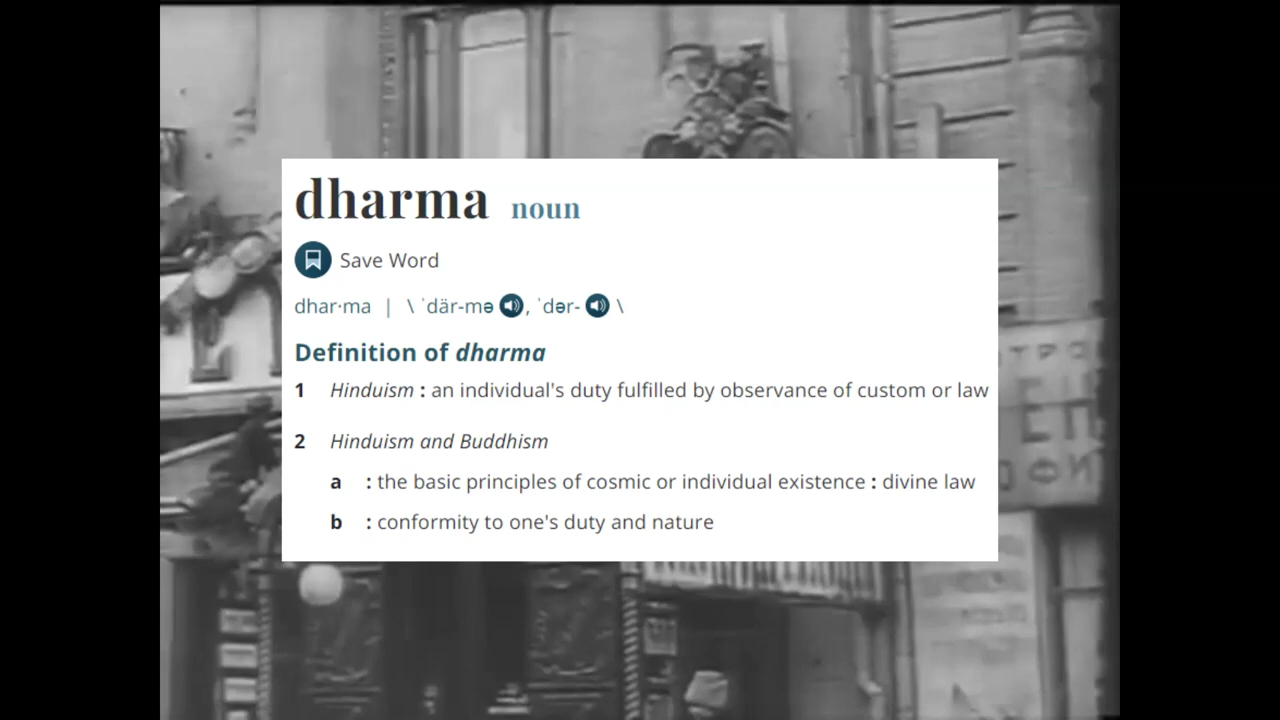 dharma noun
Save Word
dhar·ma | \ ˈdär-mə , ˈdər- \
Definition of dharma
1 Hinduism : an individual's duty fulfilled by observance of custom or law
2 Hinduism and Buddhism
a : the basic principles of cosmic or individual existence : divine law
b : conformity to one's duty and nature